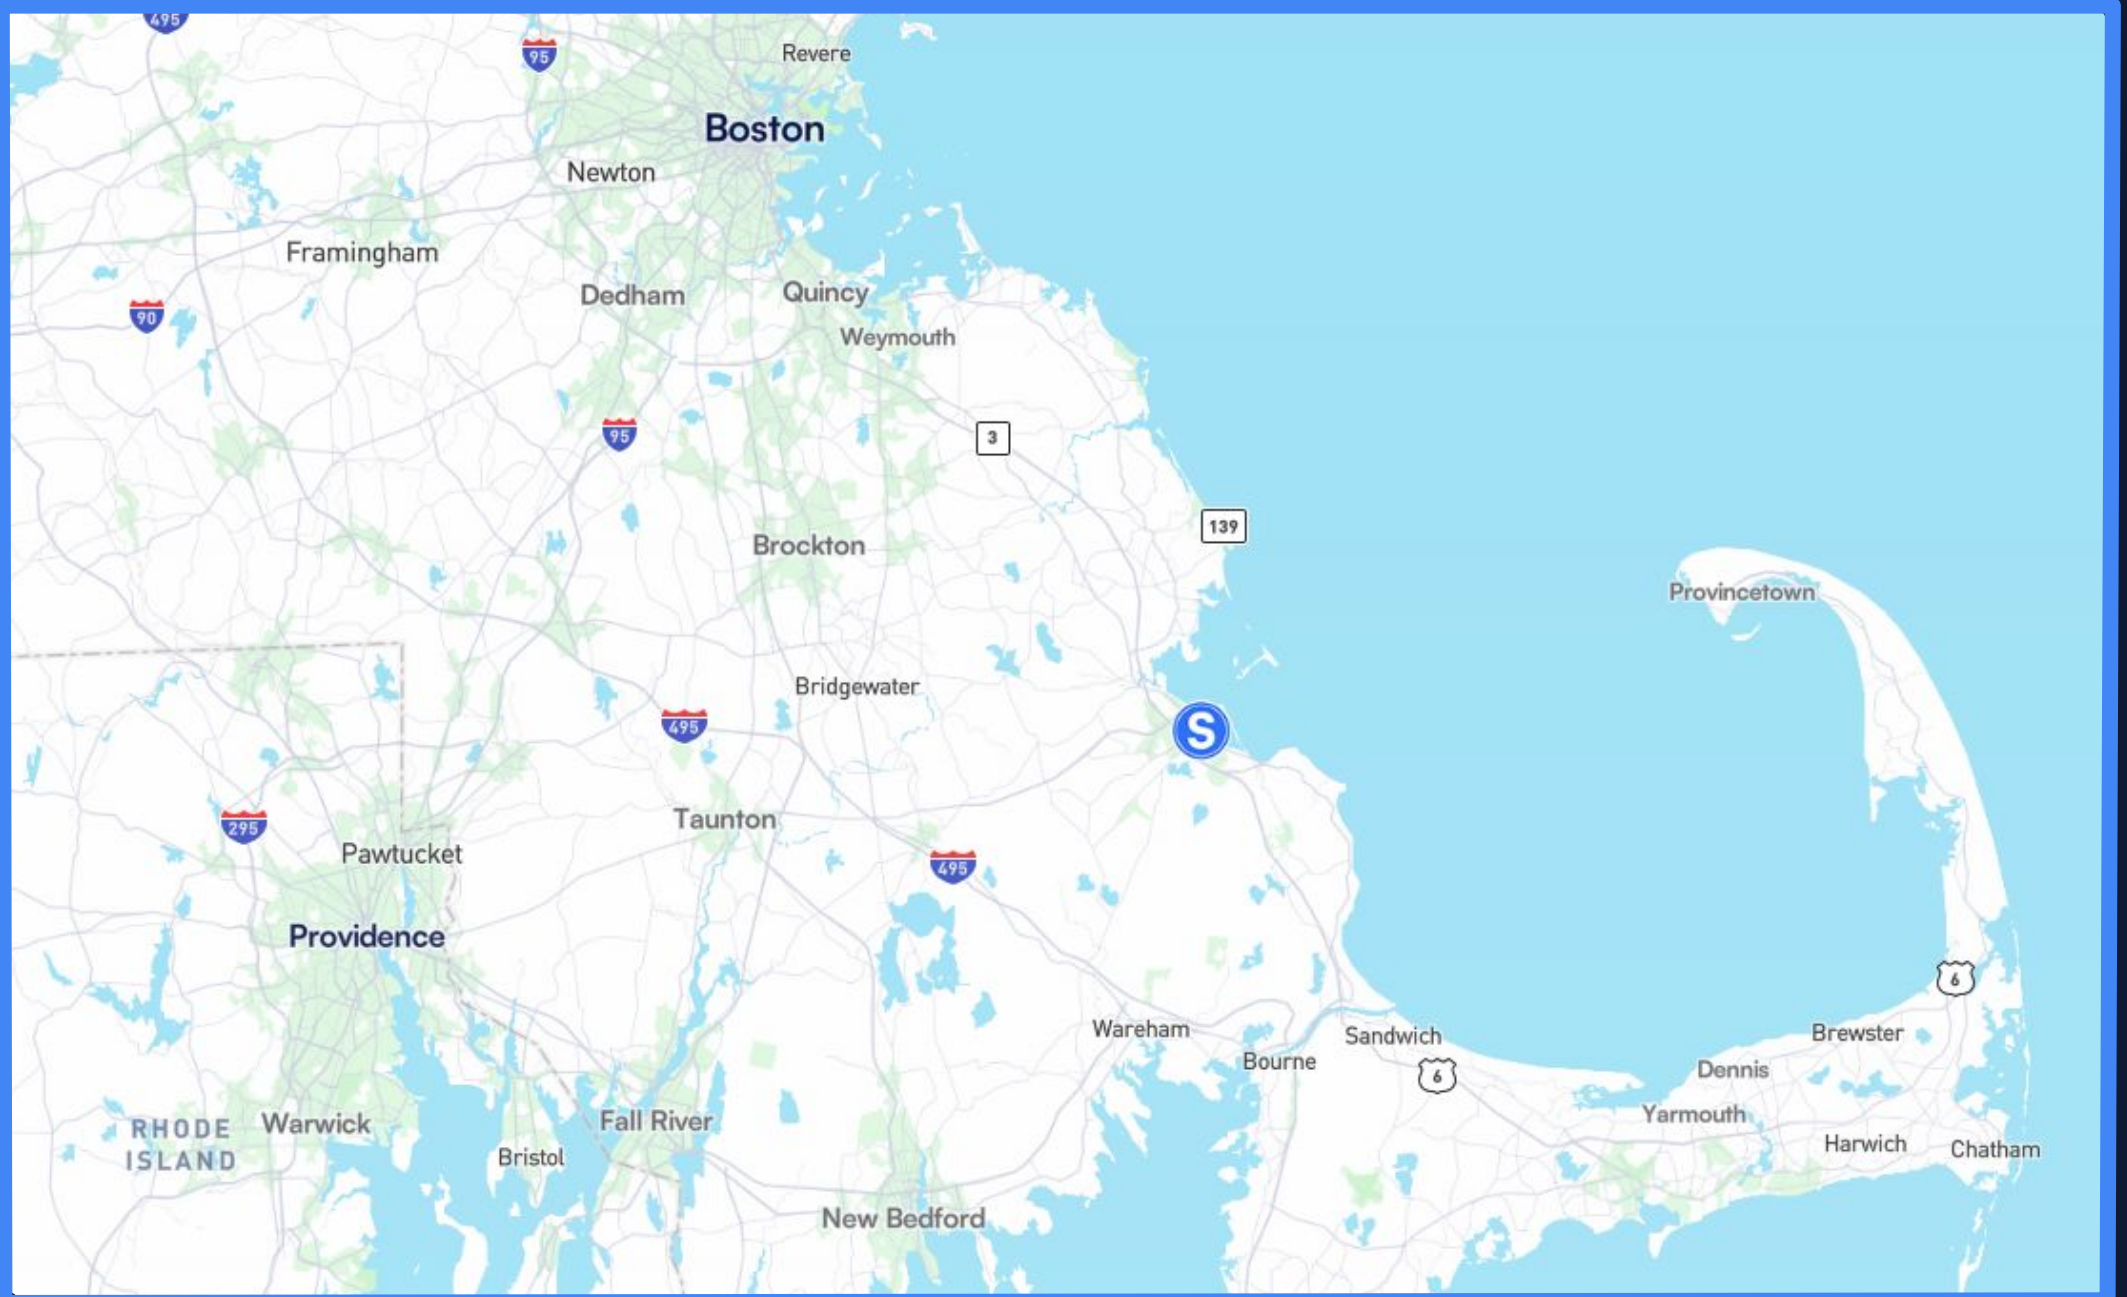 495
95
Revere
Boston
Newton
Framingham
Dedham
Quincy
90
Weymouth
95
3
139
Brockton
Provincetown
Bridgewater
495
S
295
Taunton
Pawtucket
495
Providence
6
Wareham
Sandwich
Brewster
Bourne
6
Dennis
Yarmouth
RHODE
ISLAND
Warwick
Fall River
Harwich
Chatham
Bristol
New Bedford